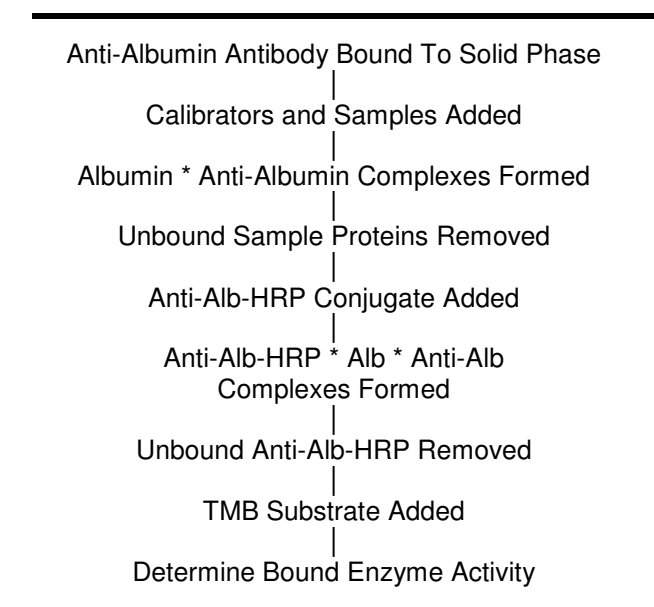 Anti-Albumin Antibody Bound To Solid Phase
Calibrators and Samples Added
Albumin * Anti-Albumin Complexes Formed
Unbound Sample Proteins Removed
Anti-Alb-HRP Conjugate Added
Anti-Alb-HRP * Alb * Anti-Alb
Complexes Formed
Unbound Anti-Alb-HRP Removed
TMB Substrate Added
Determine Bound Enzyme Activity